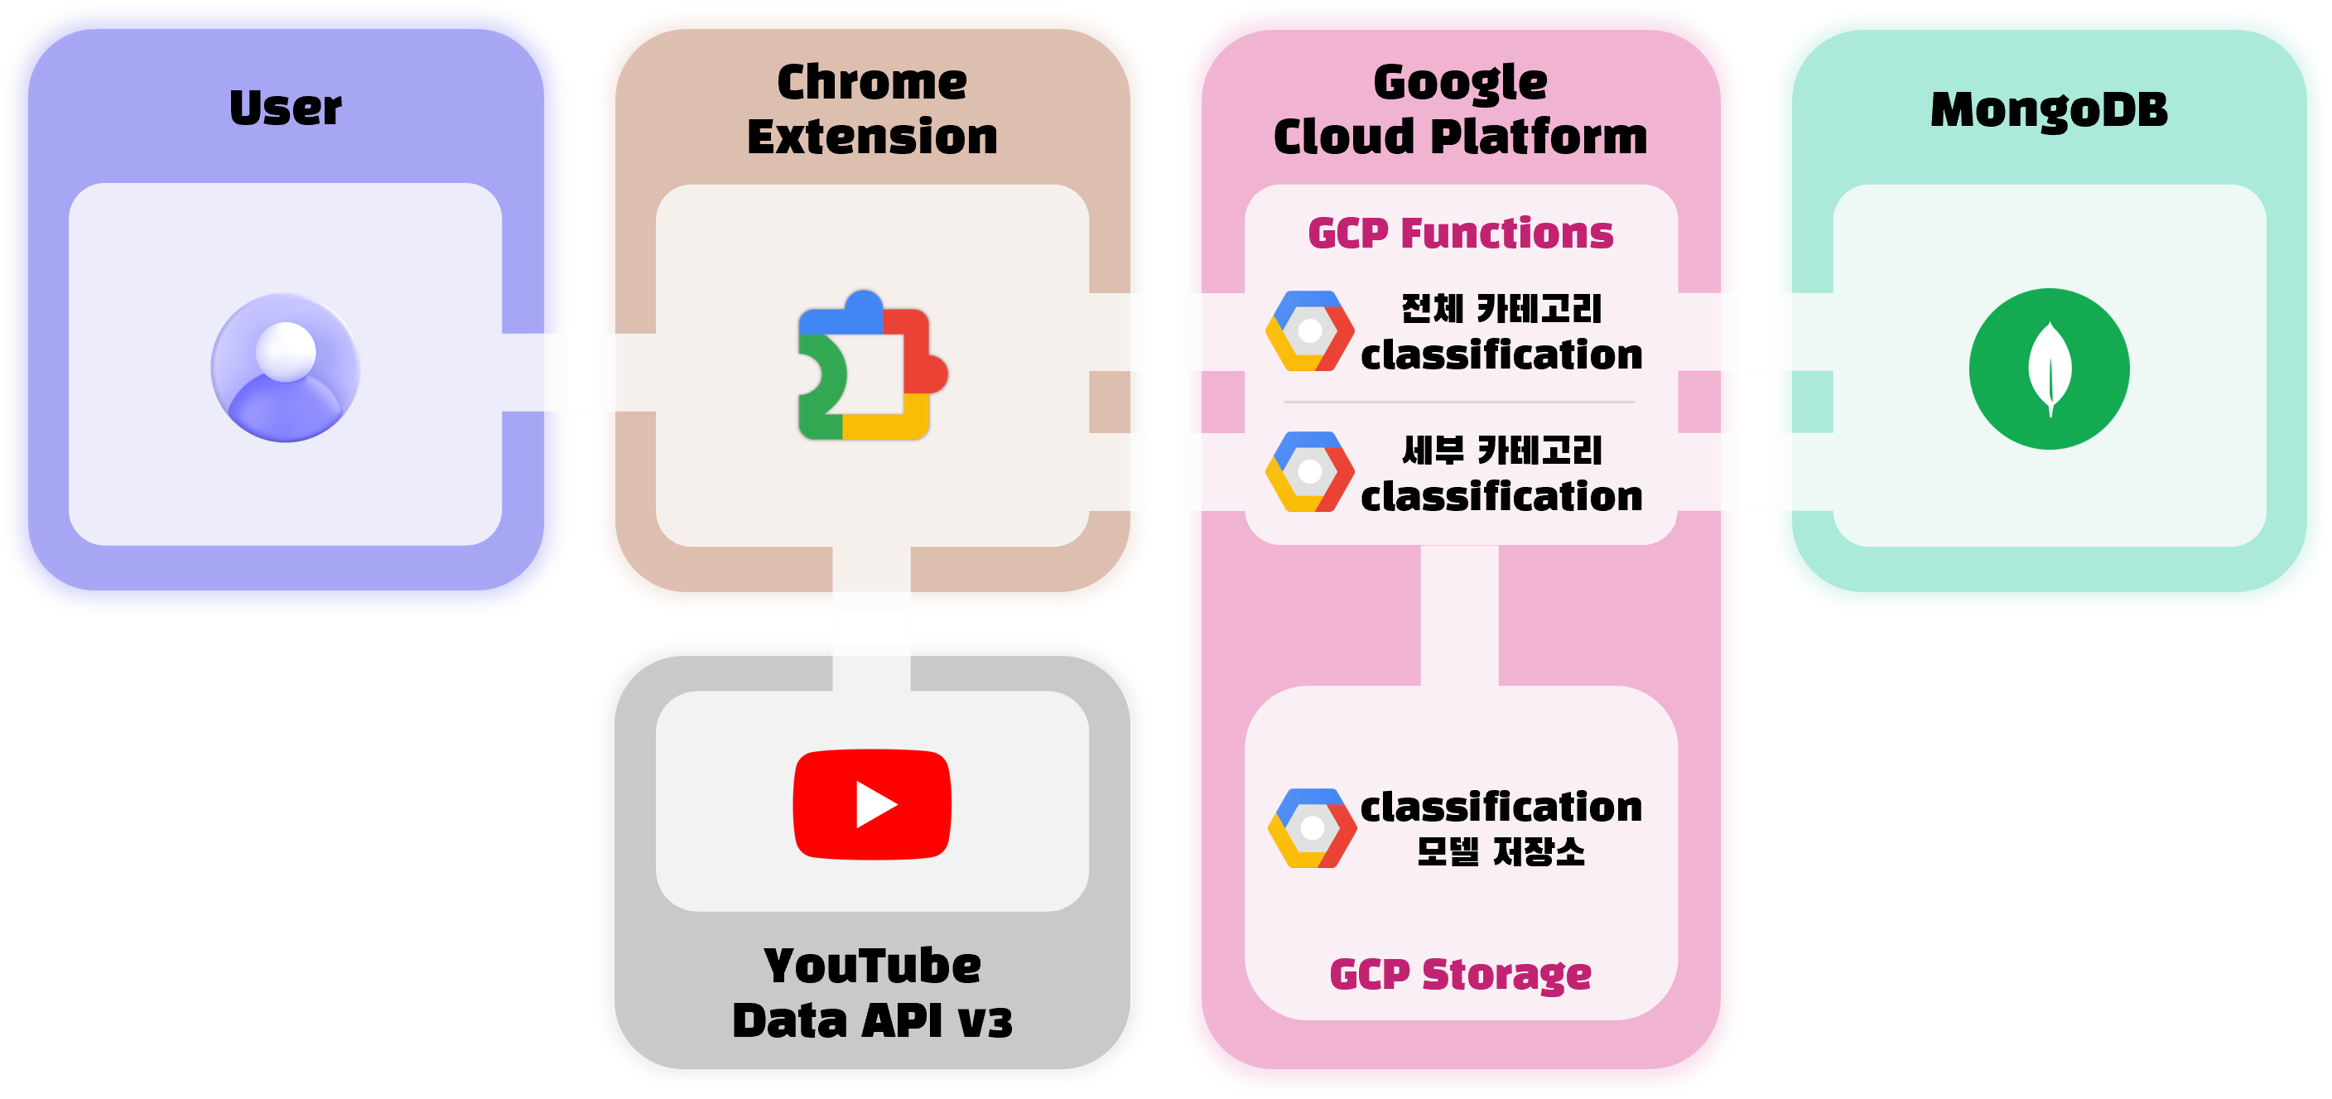 User
Chrome
Extension
Google
Cloud Platform
MongoDB
GCP Functions
전체 카테고리
classification
세부 카테고리
classification
classification
모델 저장소
GCP Storage
YouTube
Data API v3